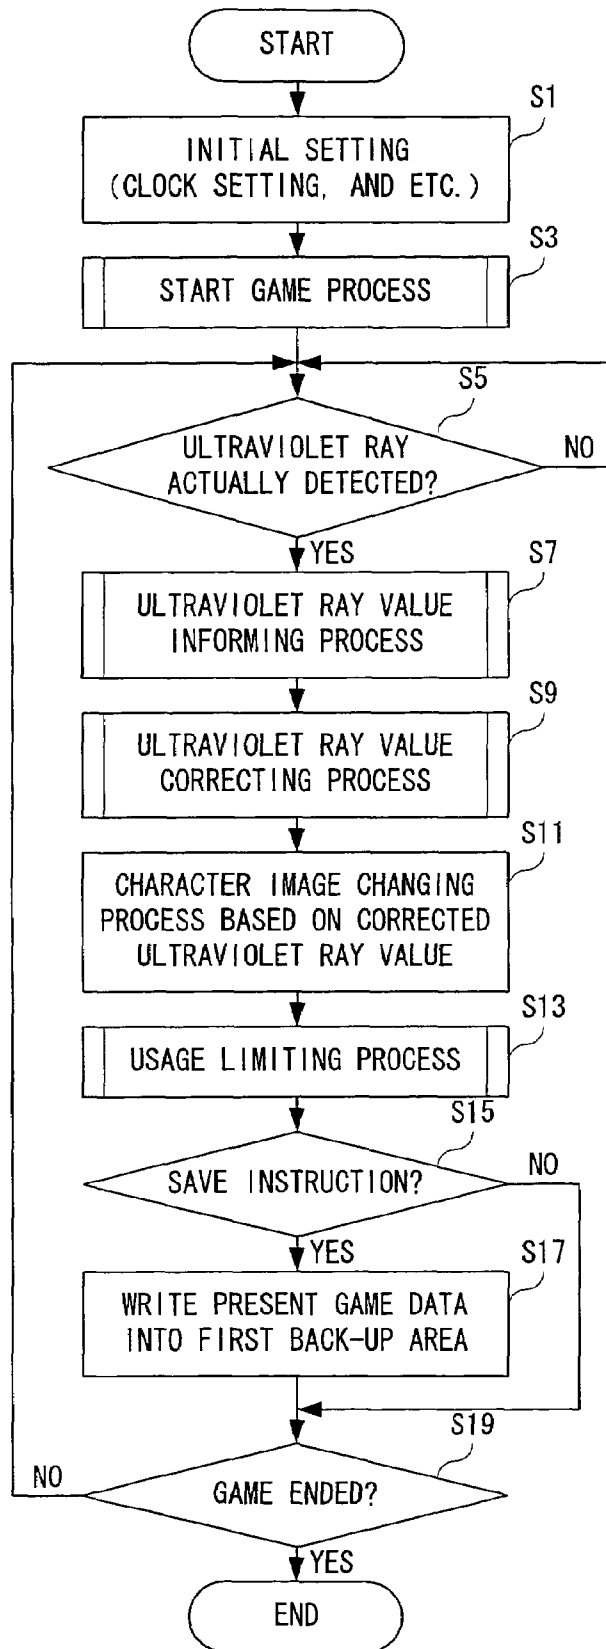 START
S1
INITIAL SETTING
(CLOCK SETTING, AND ETC.)
S3
START GAME PROCESS
S5
ULTRAVIOLET RAY
ACTUALLY DETECTED?
NO
YES
S7
ULTRAVIOLET RAY VALUE
INFORMING PROCESS
S9
ULTRAVIOLET RAY VALUE
CORRECTING PROCESS
S11
CHARACTER IMAGE CHANGING
PROCESS BASED ON CORRECTED
ULTRAVIOLET RAY VALUE
S13
USAGE LIMITING PROCESS
S15
SAVE INSTRUCTION?
NO
YES
S17
WRITE PRESENT GAME DATA
INTO FIRST BACK-UP AREA
S19
NO
GAME ENDED?
YES
END